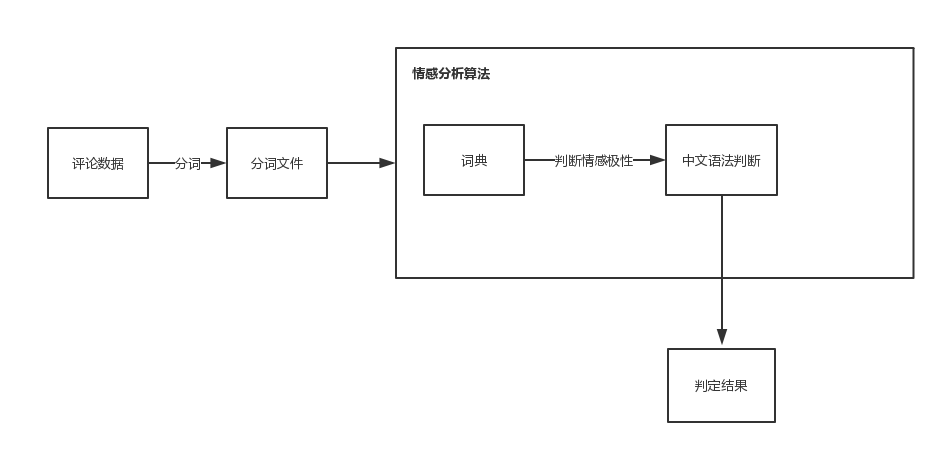 情感分析算法
评论数据
分词
分词文件
词典
判断情感极性
中文语法判断
判定结果